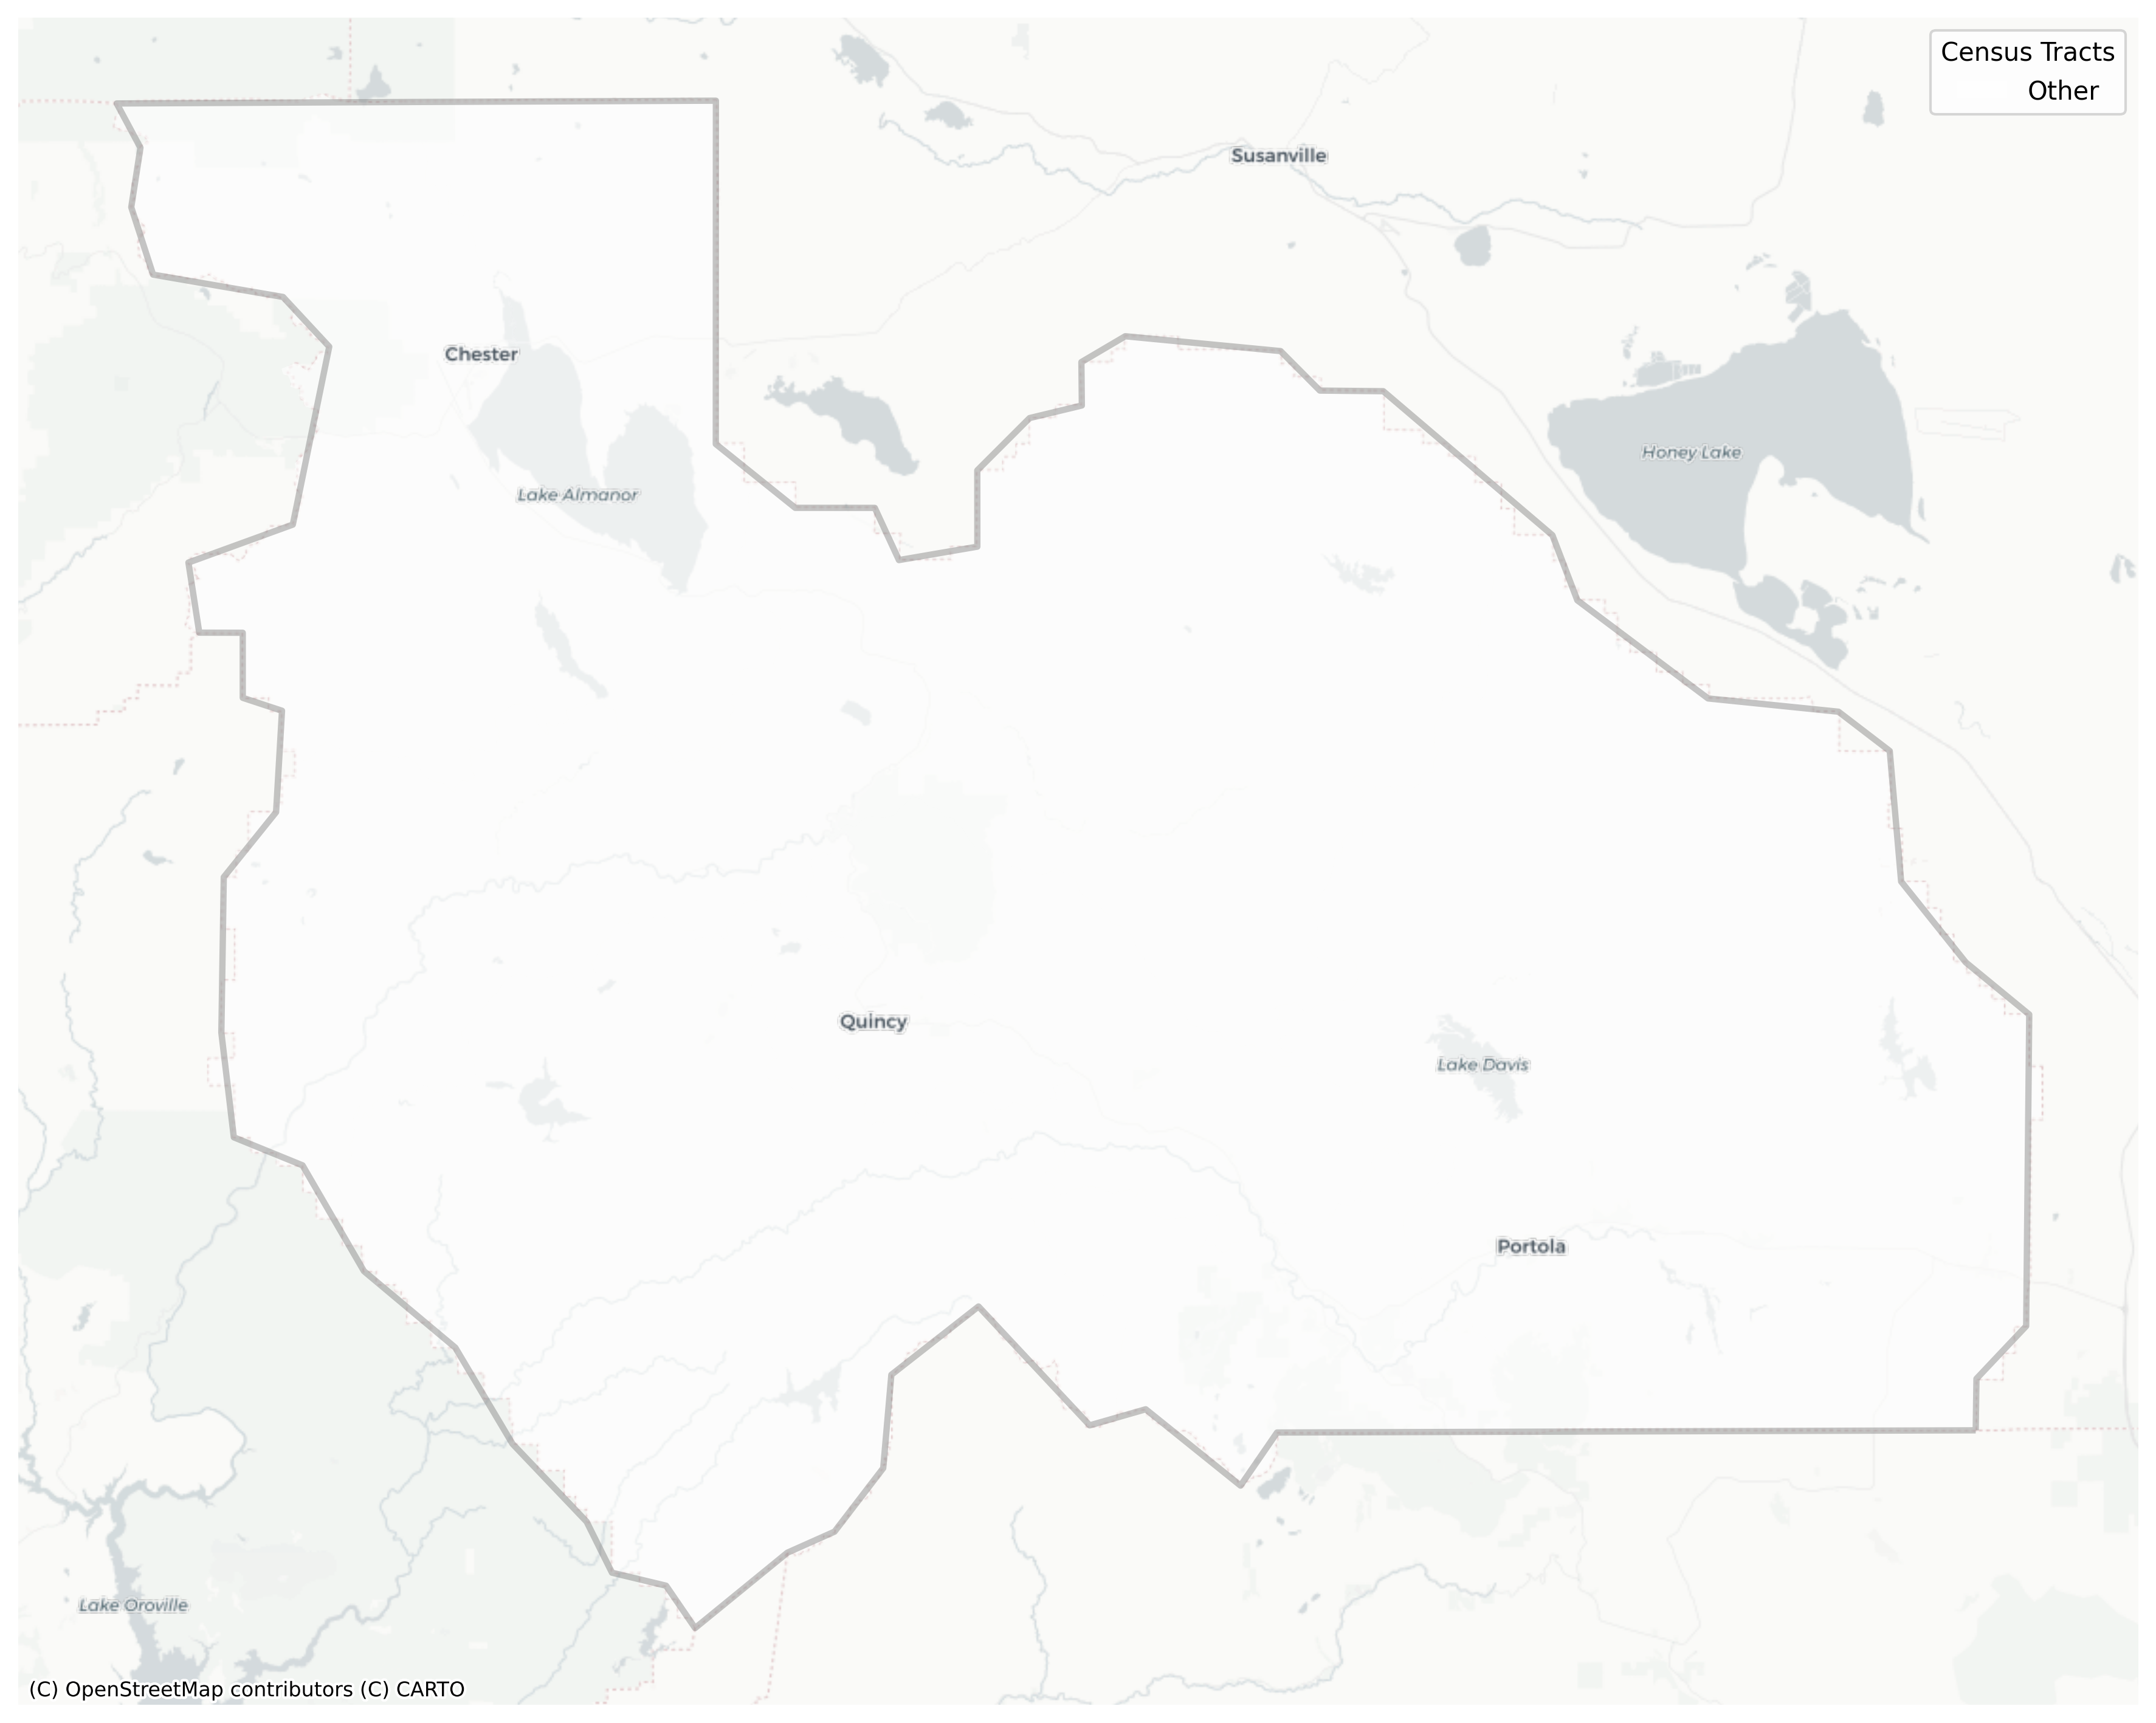 Census Tracts
Other
Susanville
Chester
Honey Lake
Lake Almanor
Quincy
Lake Davis
Portola
Lake Oroville
(C) OpenStreetMap contributors (C) CARTO